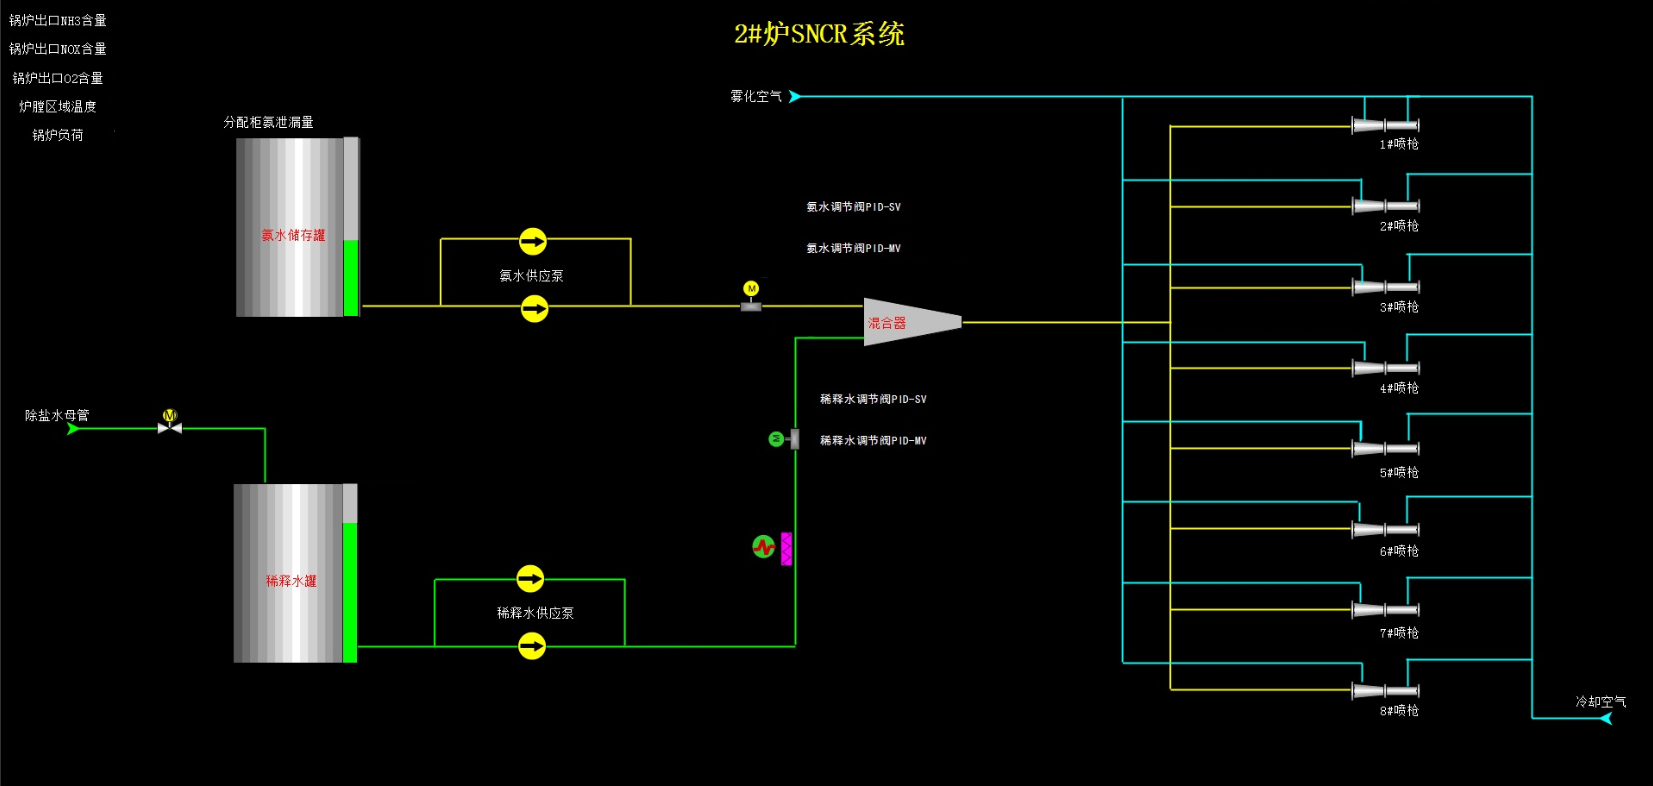 锅炉出口NH3含量
2#炉SNCR系统
锅炉出口NOX含量
锅炉出口O2含量
炉膛区域温度
锅炉负荷
雾化空气
分配柜氨泄漏量
1#喷枪
氨水调节阀PID-SV
2#喷枪
氨水储存罐
氨水调节阀PID-MV
氨水供应泵
M
3#喷枪
混合器
4#喷枪
稀释水调节阀PID-SV
除盐水母管
M
M
稀释水调节阀PID-MV
5#喷枪
6#喷枪
稀释水罐
稀释水供应泵
7#喷枪
冷却空气
8#喷枪